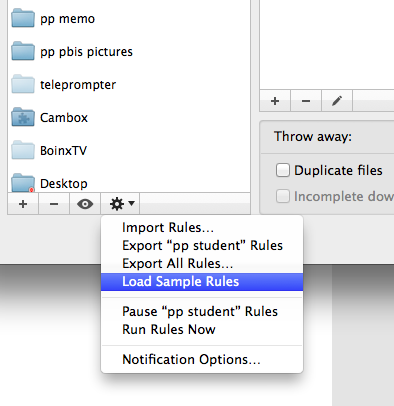 pp memo
pp pbis pictures
teleprompter
Cambox
BoinxTV
Desktop
Throw away:
Duplicate files
Incomplete dow
Import Rules...
Export “pp student” Rules
Export All Rules...
Load Sample Rules
Pause “pp student” Rules
Run Rules Now
Notification Options...